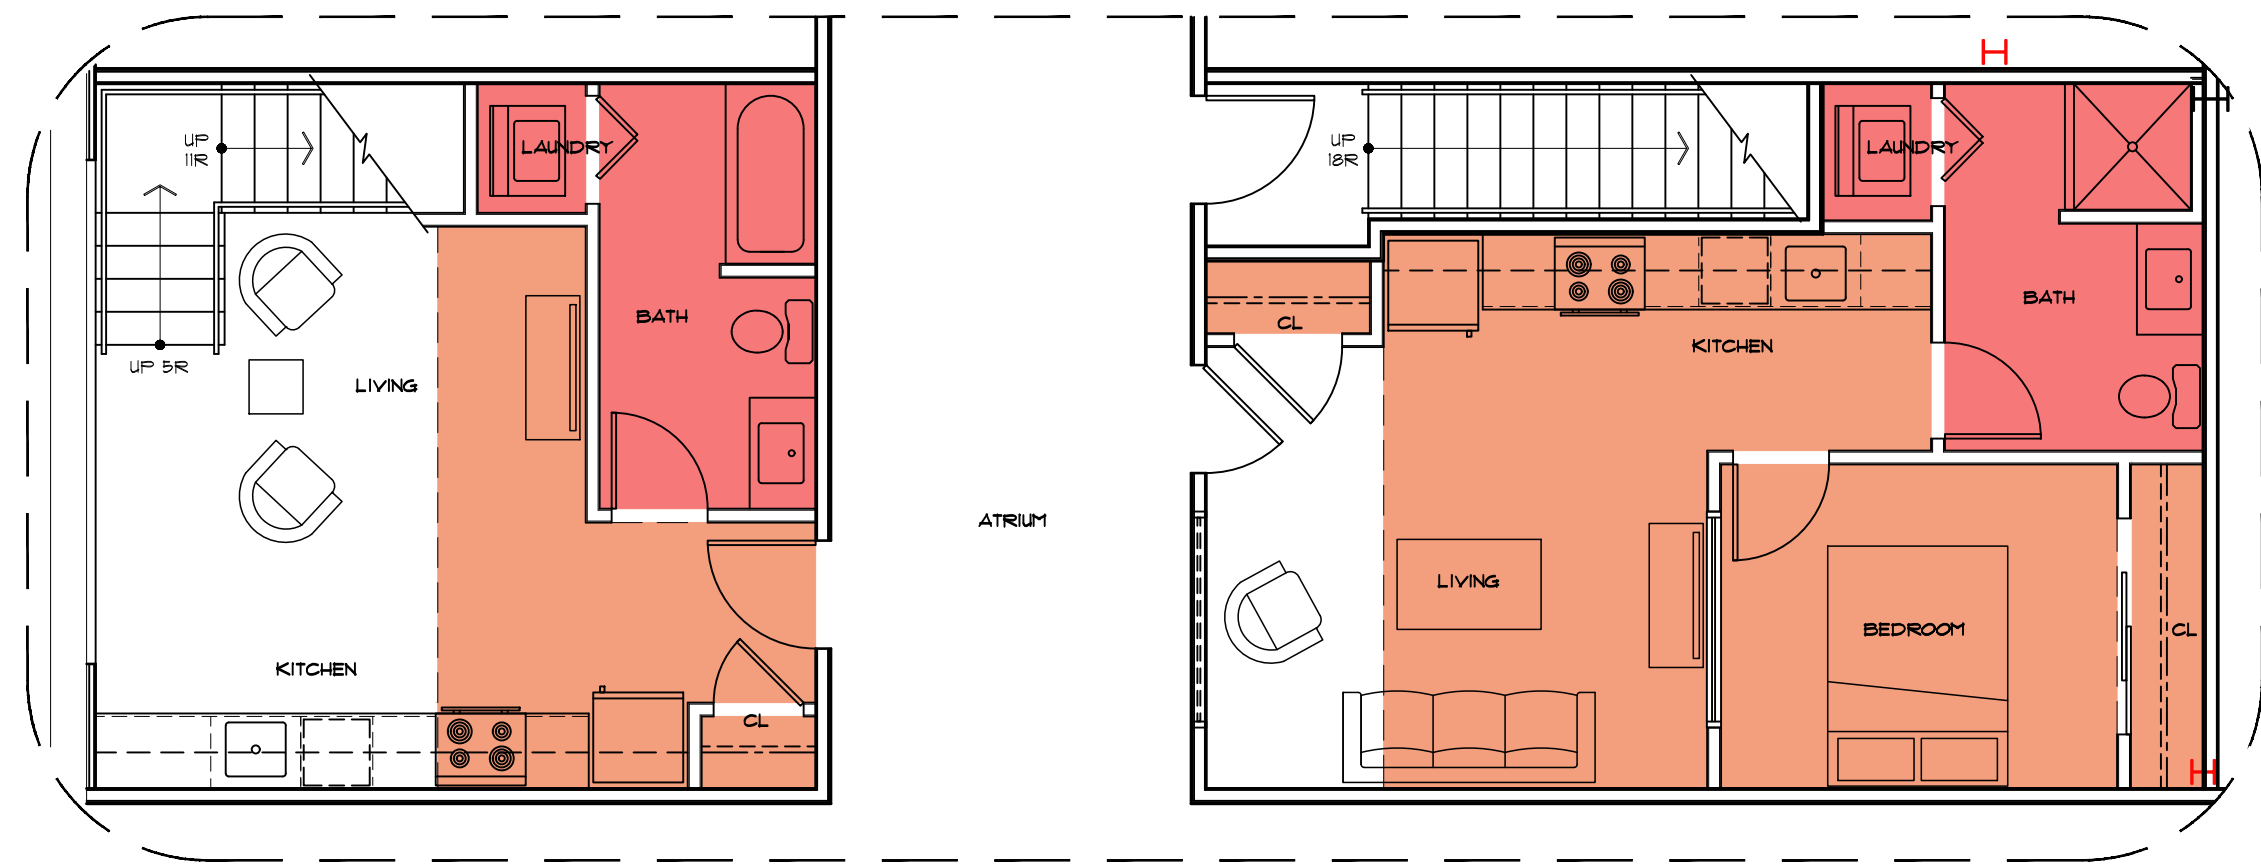 H
UP
11R
LAUNDRY
UP
18R
LAUNDRY
BATH
BATH
CL
KITCHEN
UP 5R
LIVING
ATRIUM
LIVING
BEDROOM
CL
KITCHEN
CL
H